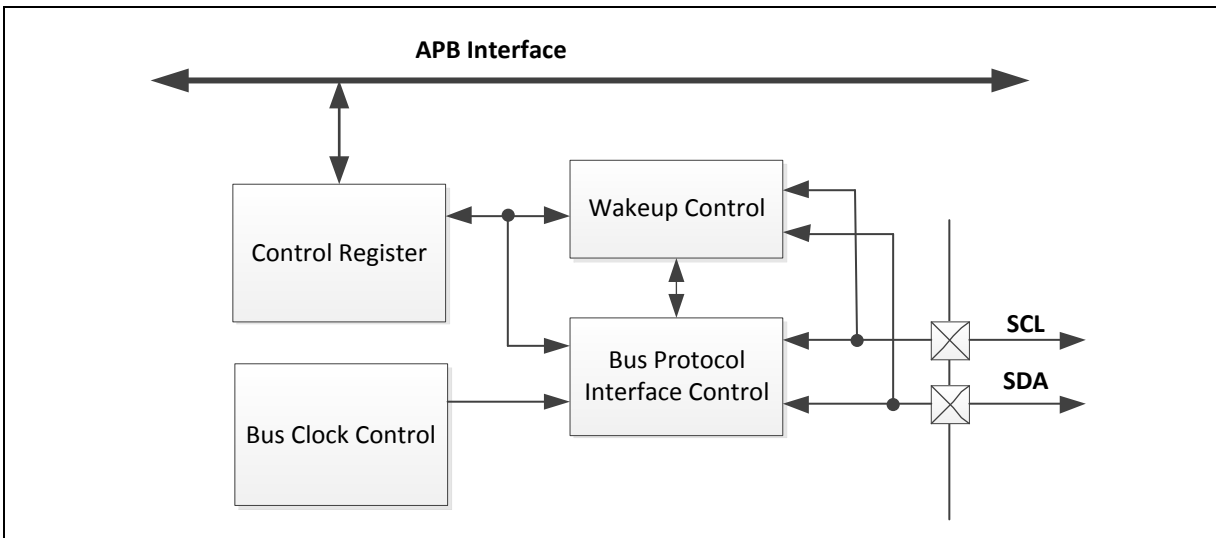 APB Interface
Wakeup Control
Control Register
SCL
Bus Protocol
Interface Control
SDA
Bus Clock Control